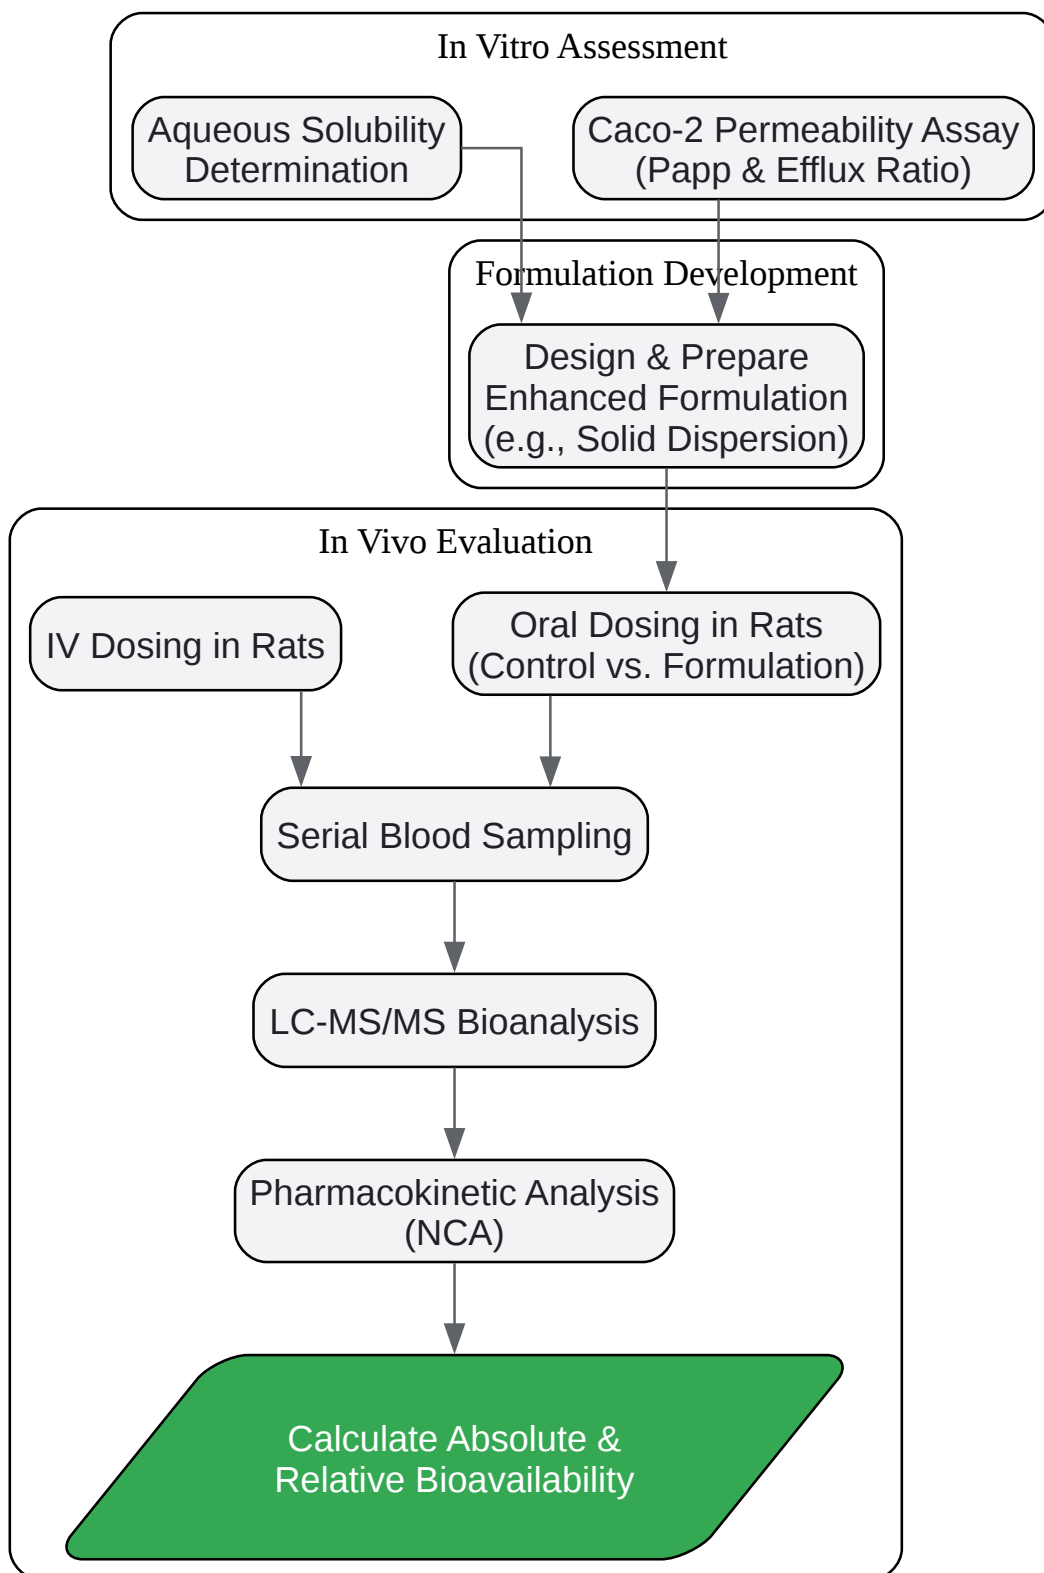 In Vitro Assessment
Aqueous Solubility
Determination
Caco-2 Permeability Assay
(Papp & Efflux Ratio)
Formulation Development
Design & Prepare
Enhanced Formulation
(e.g., Solid Dispersion)
In Vivo Evaluation
IV Dosing in Rats
Oral Dosing in Rats
(Control vs. Formulation)
Serial Blood Sampling
LC-MS/MS Bioanalysis
Pharmacokinetic Analysis
(NCA)
Calculate Absolute &
Relative Bioavailability